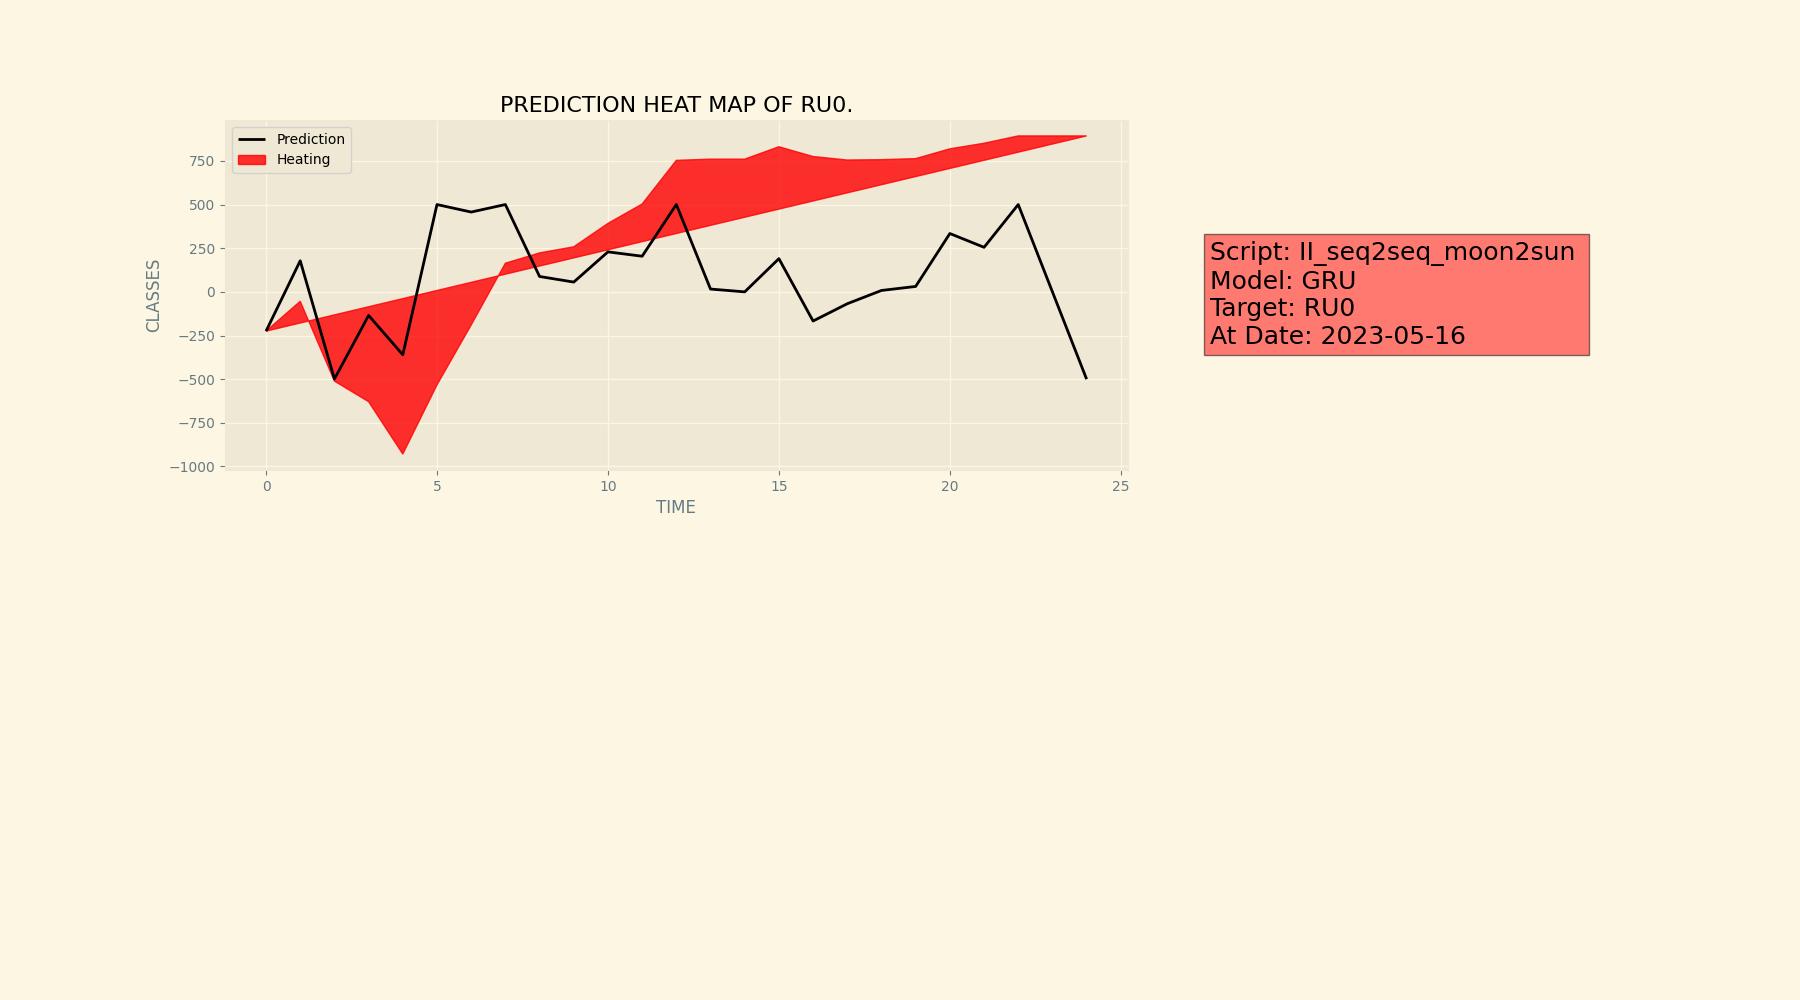 PREDICTION HEAT MAP OF RU0.
Prediction
Heating
CLASSES
750
500
250
0
−250
−500
−750
−1000
0 5 10 15 20 25
TIME
Script: II_seq2seq_moon2sun
Model: GRU
Target: RU0
At Date: 2023-05-16